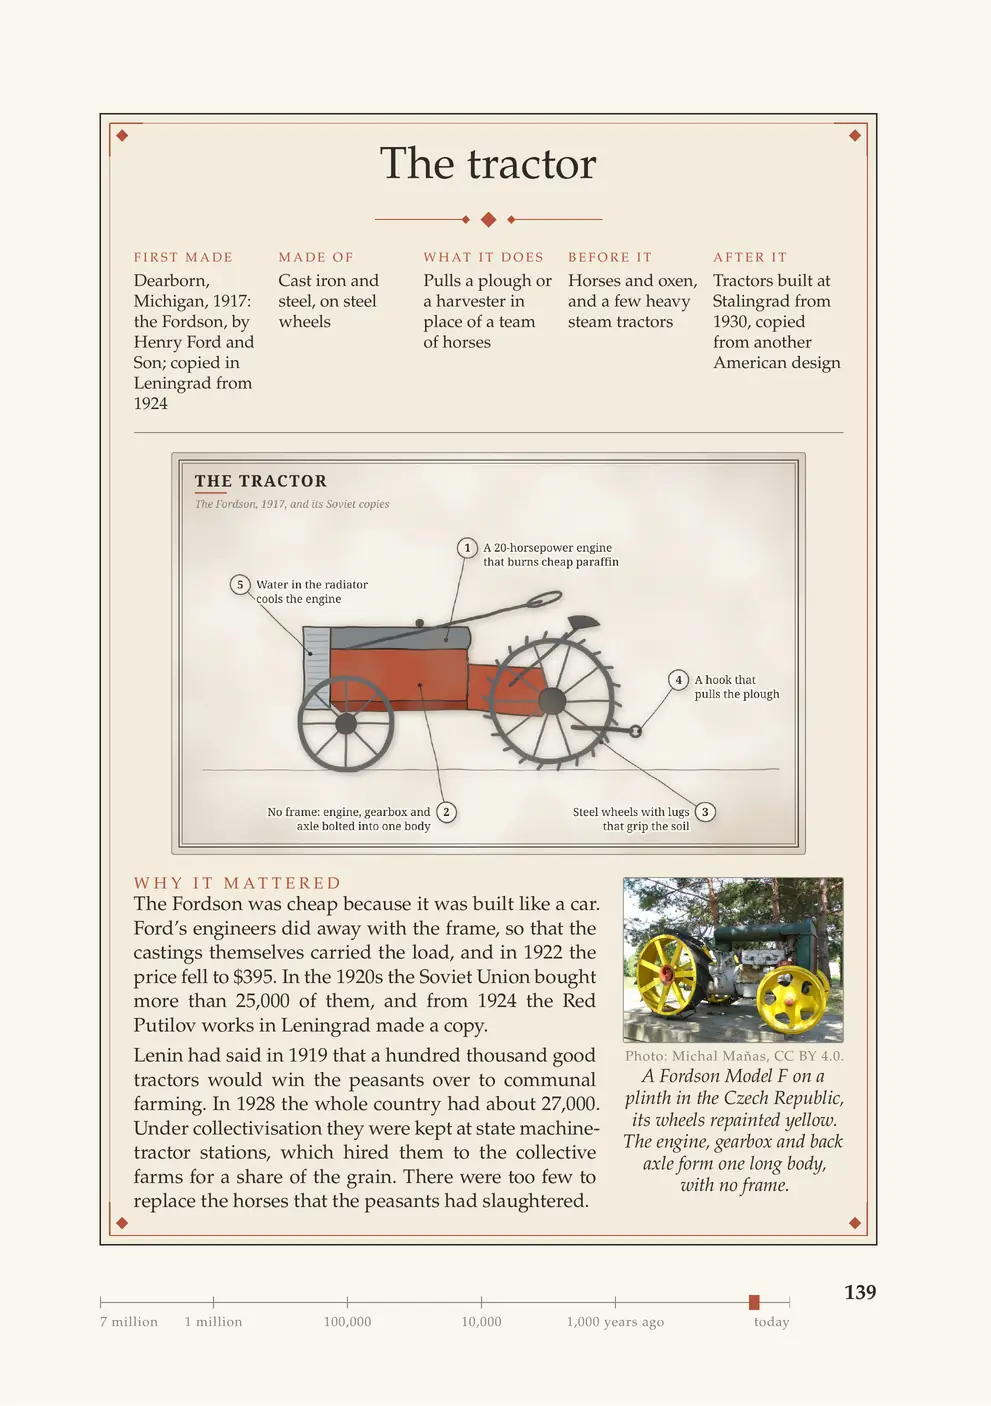 The tractor
FIRST MADE
Dearborn,
Michigan, 1917:
the Fordson, by
Henry Ford and
Son; copied in
Leningrad from
1924
MADE OF
Cast iron and
steel, on steel
wheels
WHAT IT DOES
Pulls a plough or
a harvester in
place of a team
of horses
BEFORE IT
Horses and oxen,
and a few heavy
steam tractors
AFTER IT
Tractors built at
Stalingrad from
1930, copied
from another
American design
THE TRACTOR
The Fordson, 1917, and its Soviet copies
1 A 20-horsepower engine
that burns cheap paraffin
5 Water in the radiator
cools the engine
4 A hook that
pulls the plough
No frame: engine, gearbox and 2
axle bolted into one body
Steel wheels with lugs 3
that grip the soil
WHY IT MATTERED
The Fordson was cheap because it was built like a car.
Ford’s engineers did away with the frame, so that the
castings themselves carried the load, and in 1922 the
price fell to $395. In the 1920s the Soviet Union bought
more than 25,000 of them, and from 1924 the Red
Putilov works in Leningrad made a copy.
Lenin had said in 1919 that a hundred thousand good
tractors would win the peasants over to communal
farming. In 1928 the whole country had about 27,000.
Under collectivisation they were kept at state machine-
tractor stations, which hired them to the collective
farms for a share of the grain. There were too few to
replace the horses that the peasants had slaughtered.
Photo: Michal Maňas, CC BY 4.0.
A Fordson Model F on a
plinth in the Czech Republic,
its wheels repainted yellow.
The engine, gearbox and back
axle form one long body,
with no frame.
139
7 million 1 million 100,000 10,000 1,000 years ago today